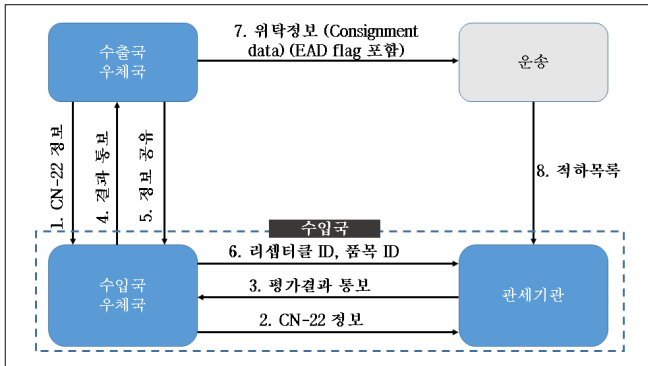 7. 위탁정보 (Consignment
data) (EAD flag 포함)
수출국
우체국
운송
1. CN-22 정보
4. 결과 통보
5. 정보 공유
8. 적하목록
수입국
6. 리셉터클 ID, 품목 ID
수입국
우체국
3. 평가결과 통보
관세기관
2. CN-22 정보